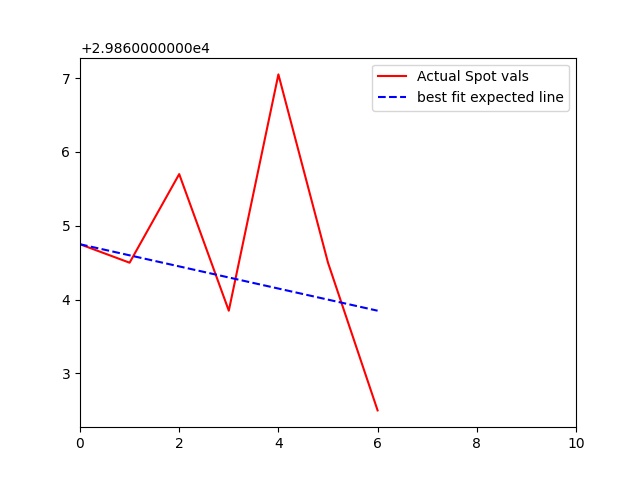 +2.9860000000e4
Actual Spot vals
best fit expected line
7
6
5
4
3
0 2 4 6 8 10